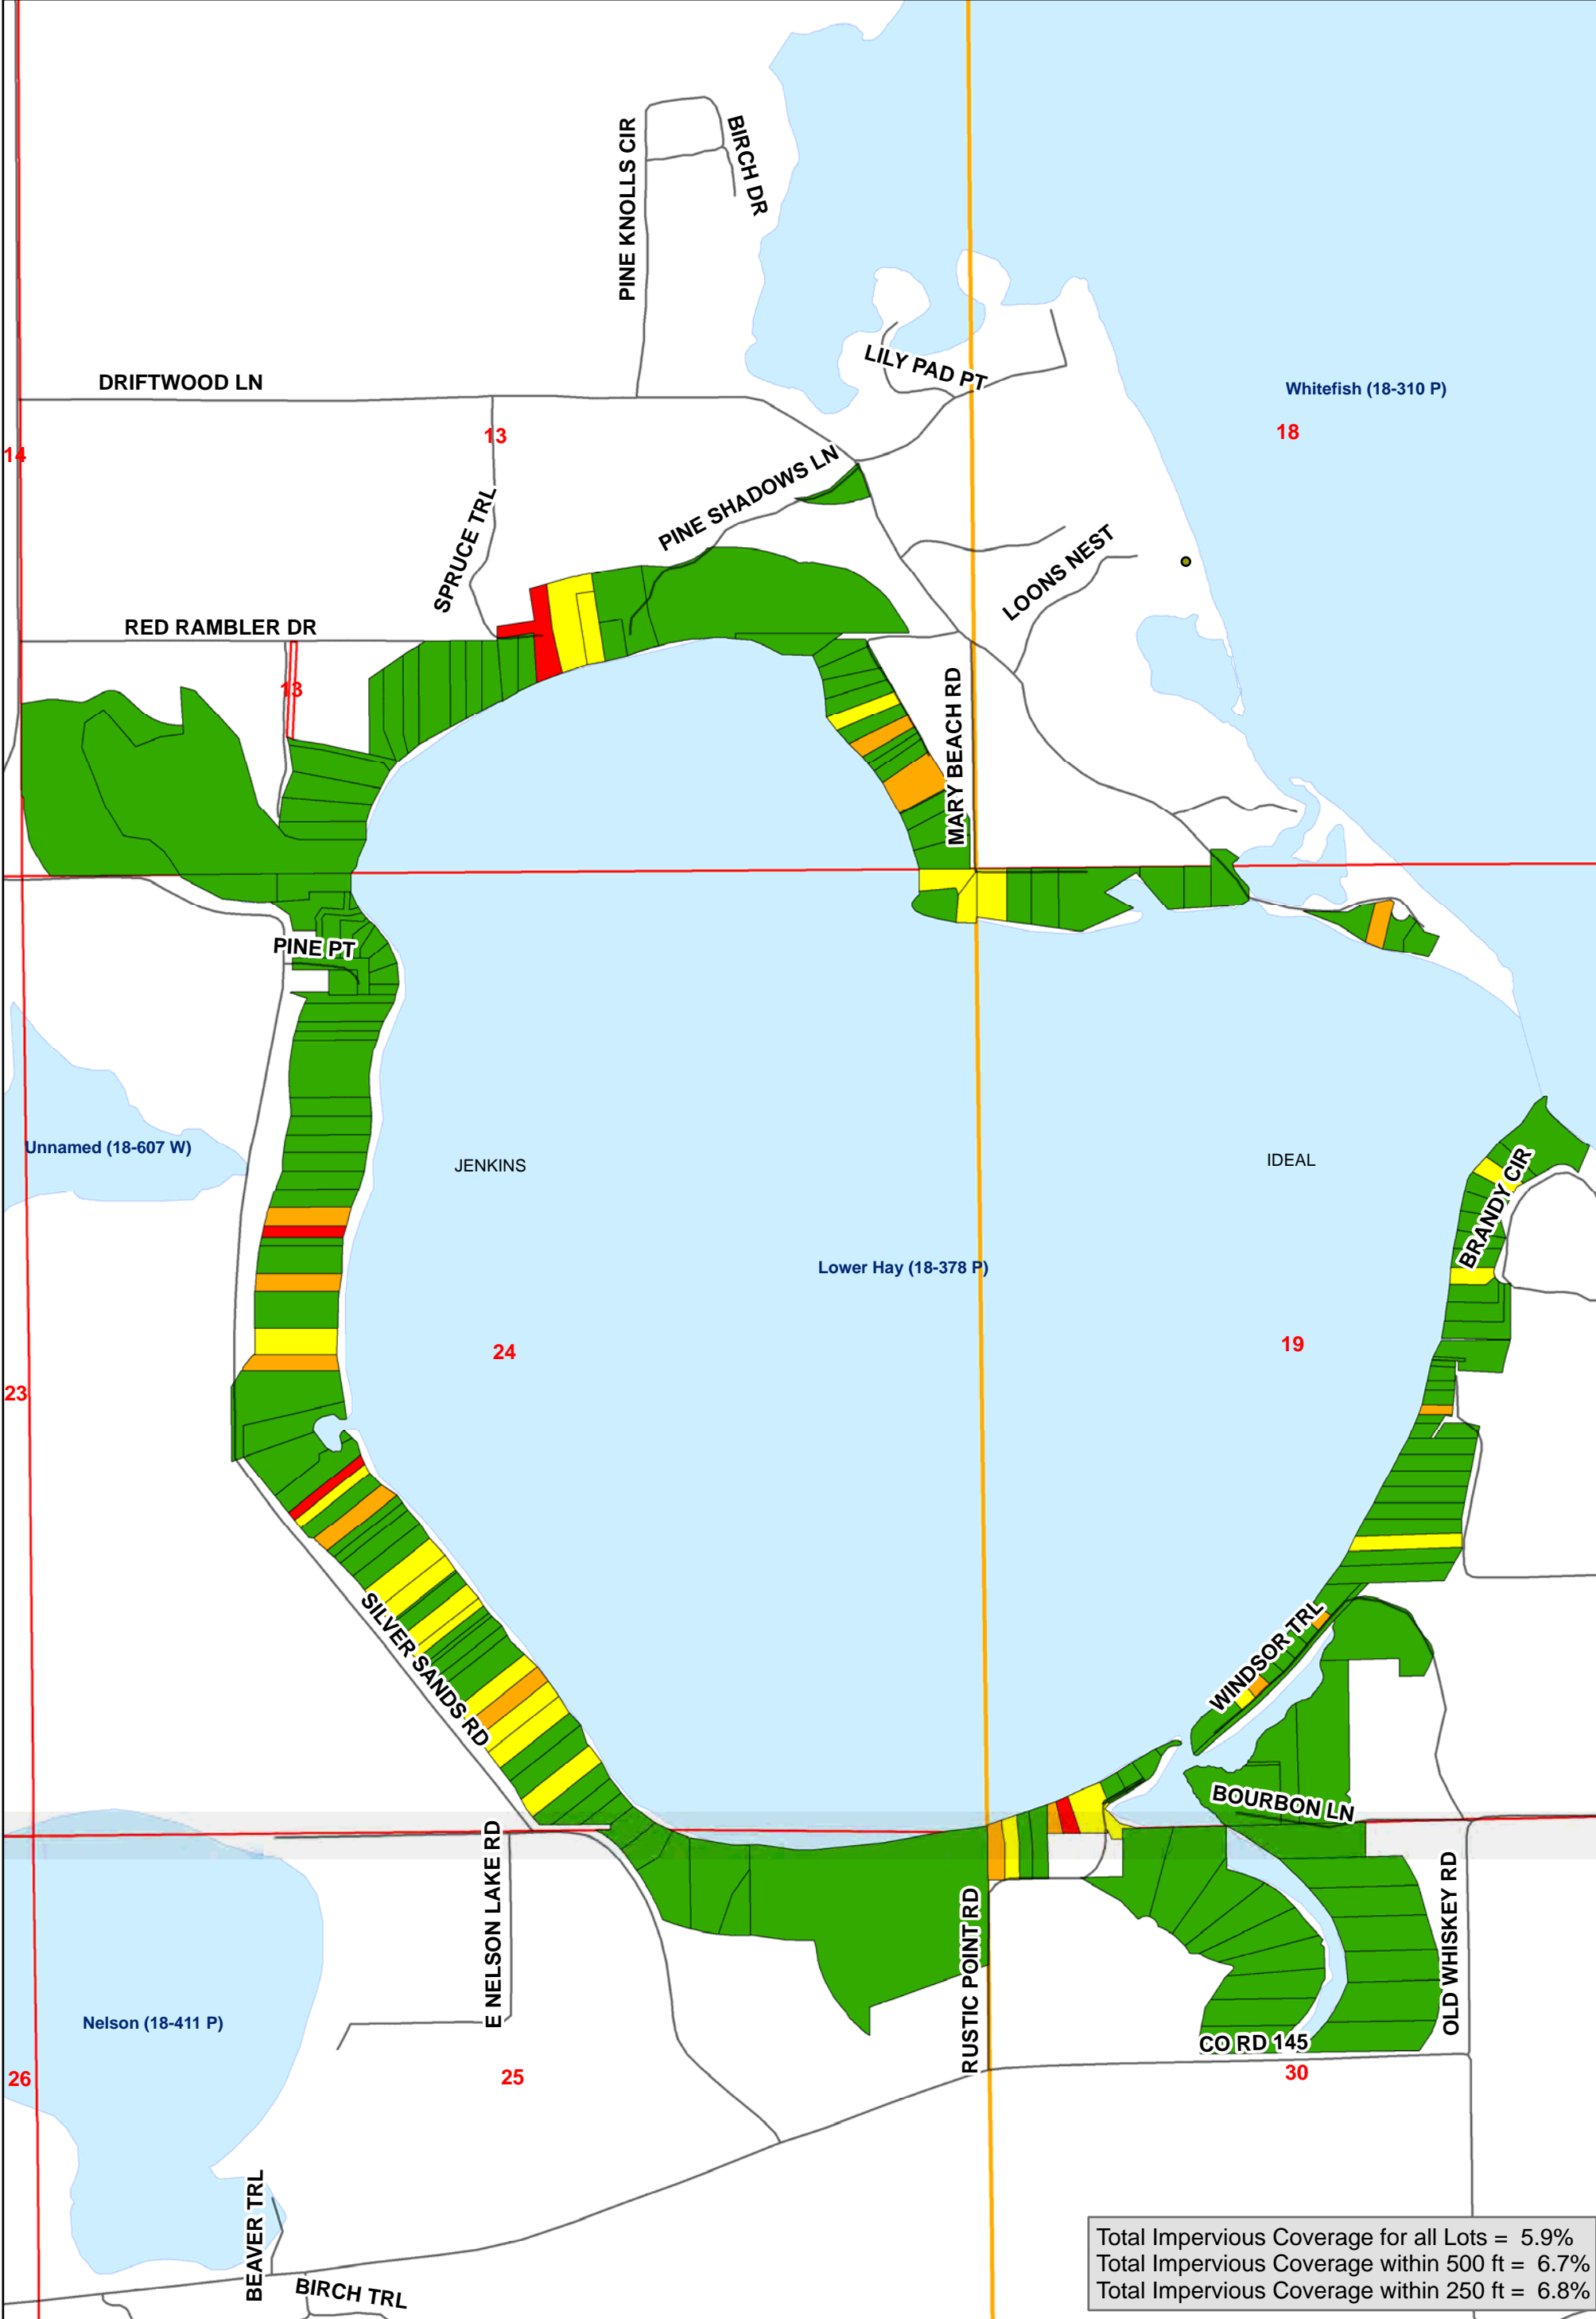 PINE KNOLLS CIR
BIRCH DR
LILY PAD PT
DRIFTWOOD LN
Whitefish (18-310 P)
13
18
14
PINE SHADOWS LN
SPRUCE TRL
LOONS NEST
RED RAMBLER DR
13
MARY BEACH RD
PINE PT
Unnamed (18-607 W)
JENKINS
IDEAL
BRANDY CIR
Lower Hay (18-378 P)
24
19
23
SILVER SANDS RD
WINDSOR TRL
BOURBON LN
E NELSON LAKE RD
RUSTIC POINT RD
OLD WHISKEY RD
Nelson (18-411 P)
CO RD 145
26
25
30
BEAVER TRL
BIRCH TRL
Total Impervious Coverage for all Lots = 5.9%
Total Impervious Coverage within 500 ft = 6.7%
Total Impervious Coverage within 250 ft = 6.8%